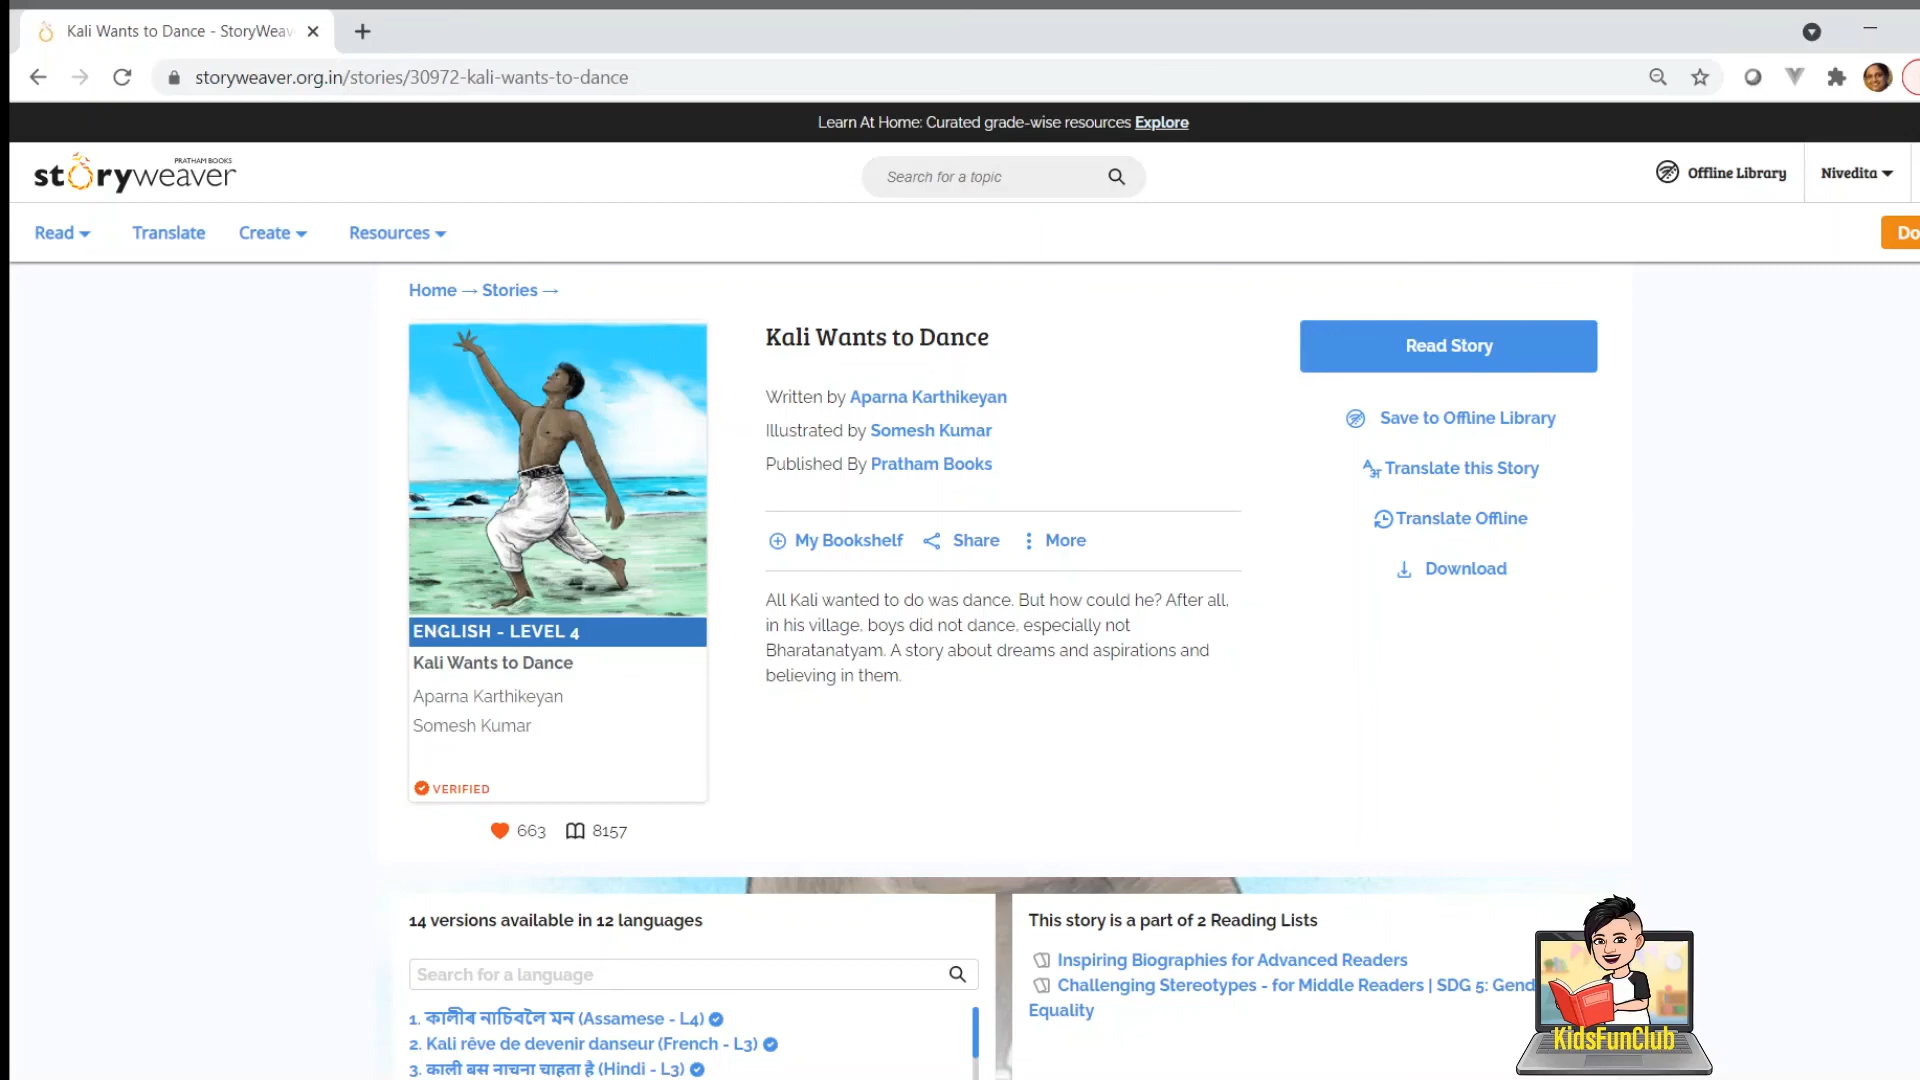 Kali Wants to Dance - StoryWeav
storyweaver.org.in/stories/30972-kali-wants-to-dance
Learn At Home: Curated grade-wise resources Explore
PRATHAM BOOKS
storyweaver
Search for a topic
Offline Library
Nivedita
Read
Translate
Create
Resources
Do
Home → Stories →
Kali Wants to Dance
Written by Aparna Karthikeyan
Illustrated by Somesh Kumar
Published By Pratham Books
My Bookshelf
Share
More
All Kali wanted to do was dance. But how could he? After all,
in his village, boys did not dance, especially not
Bharatanatyam. A story about dreams and aspirations and
believing in them.
Read Story
Save to Offline Library
Translate this Story
Translate Offline
Download
ENGLISH - LEVEL 4
Kali Wants to Dance
Aparna Karthikeyan
Somesh Kumar
VERIFIED
663
8157
14 versions available in 12 languages
Search for a language
1. কালীৰ নাচিবলৈ মন (Assamese - L4)
2. Kali rêve de devenir danseur (French - L3)
3. काली बस नाचना चाहता है (Hindi - L3)
This story is a part of 2 Reading Lists
Inspiring Biographies for Advanced Readers
Challenging Stereotypes - for Middle Readers | SDG 5: Gend
Equality
KidsFunClub